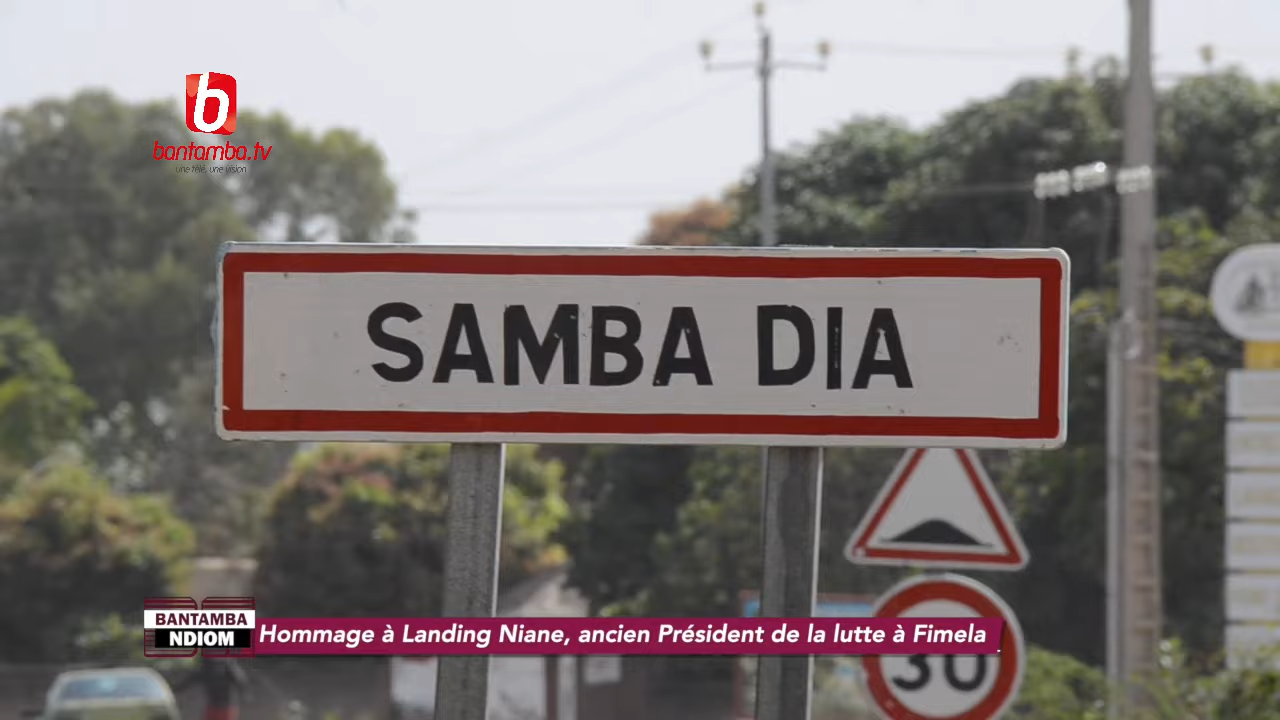 b
bantamba.tv
une télé, une vision
SAMBA DIA
BANTAMBA
NDIOM
Hommage à Landing Niane, ancien Président de la lutte à Fimela
30